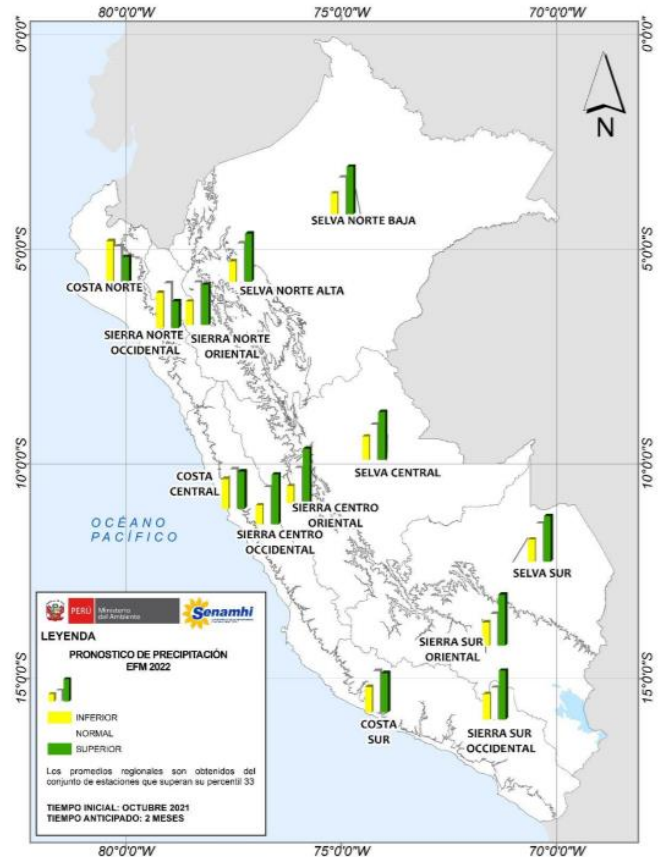 80°0'0"W 75°0'0"W 70°0'0"W
0°0'0" 0°0'0"
N
SELVA NORTE BAJA
5°0'0"S 5°0'0"S
COSTA NORTE
SELVA NORTE ALTA
SIERRA NORTE
OCCIDENTAL
SIERRA NORTE
ORIENTAL
10°0'0"S 10°0'0"S
SELVA CENTRAL
COSTA
CENTRAL
SIERRA CENTRO
ORIENTAL
SIERRA CENTRO
OCCIDENTAL
OCÉANO
PACÍFICO
SELVA SUR
SIERRA SUR
ORIENTAL
15°0'0"S 15°0'0"S
COSTA
SUR
SIERRA SUR
OCCIDENTAL
PERÚ Ministerio
del Ambiente
Senamhi
LEYENDA
PRONOSTICO DE PRECIPITACIÓN
EFM 2022
INFERIOR
NORMAL
SUPERIOR
Los promedios regionales son obtenidos del
conjunto de estaciones que superan su percentil 33
TIEMPO INICIAL: OCTUBRE 2021
TIEMPO ANTICIPADO: 2 MESES
80°0'0"W 75°0'0"W 70°0'0"W